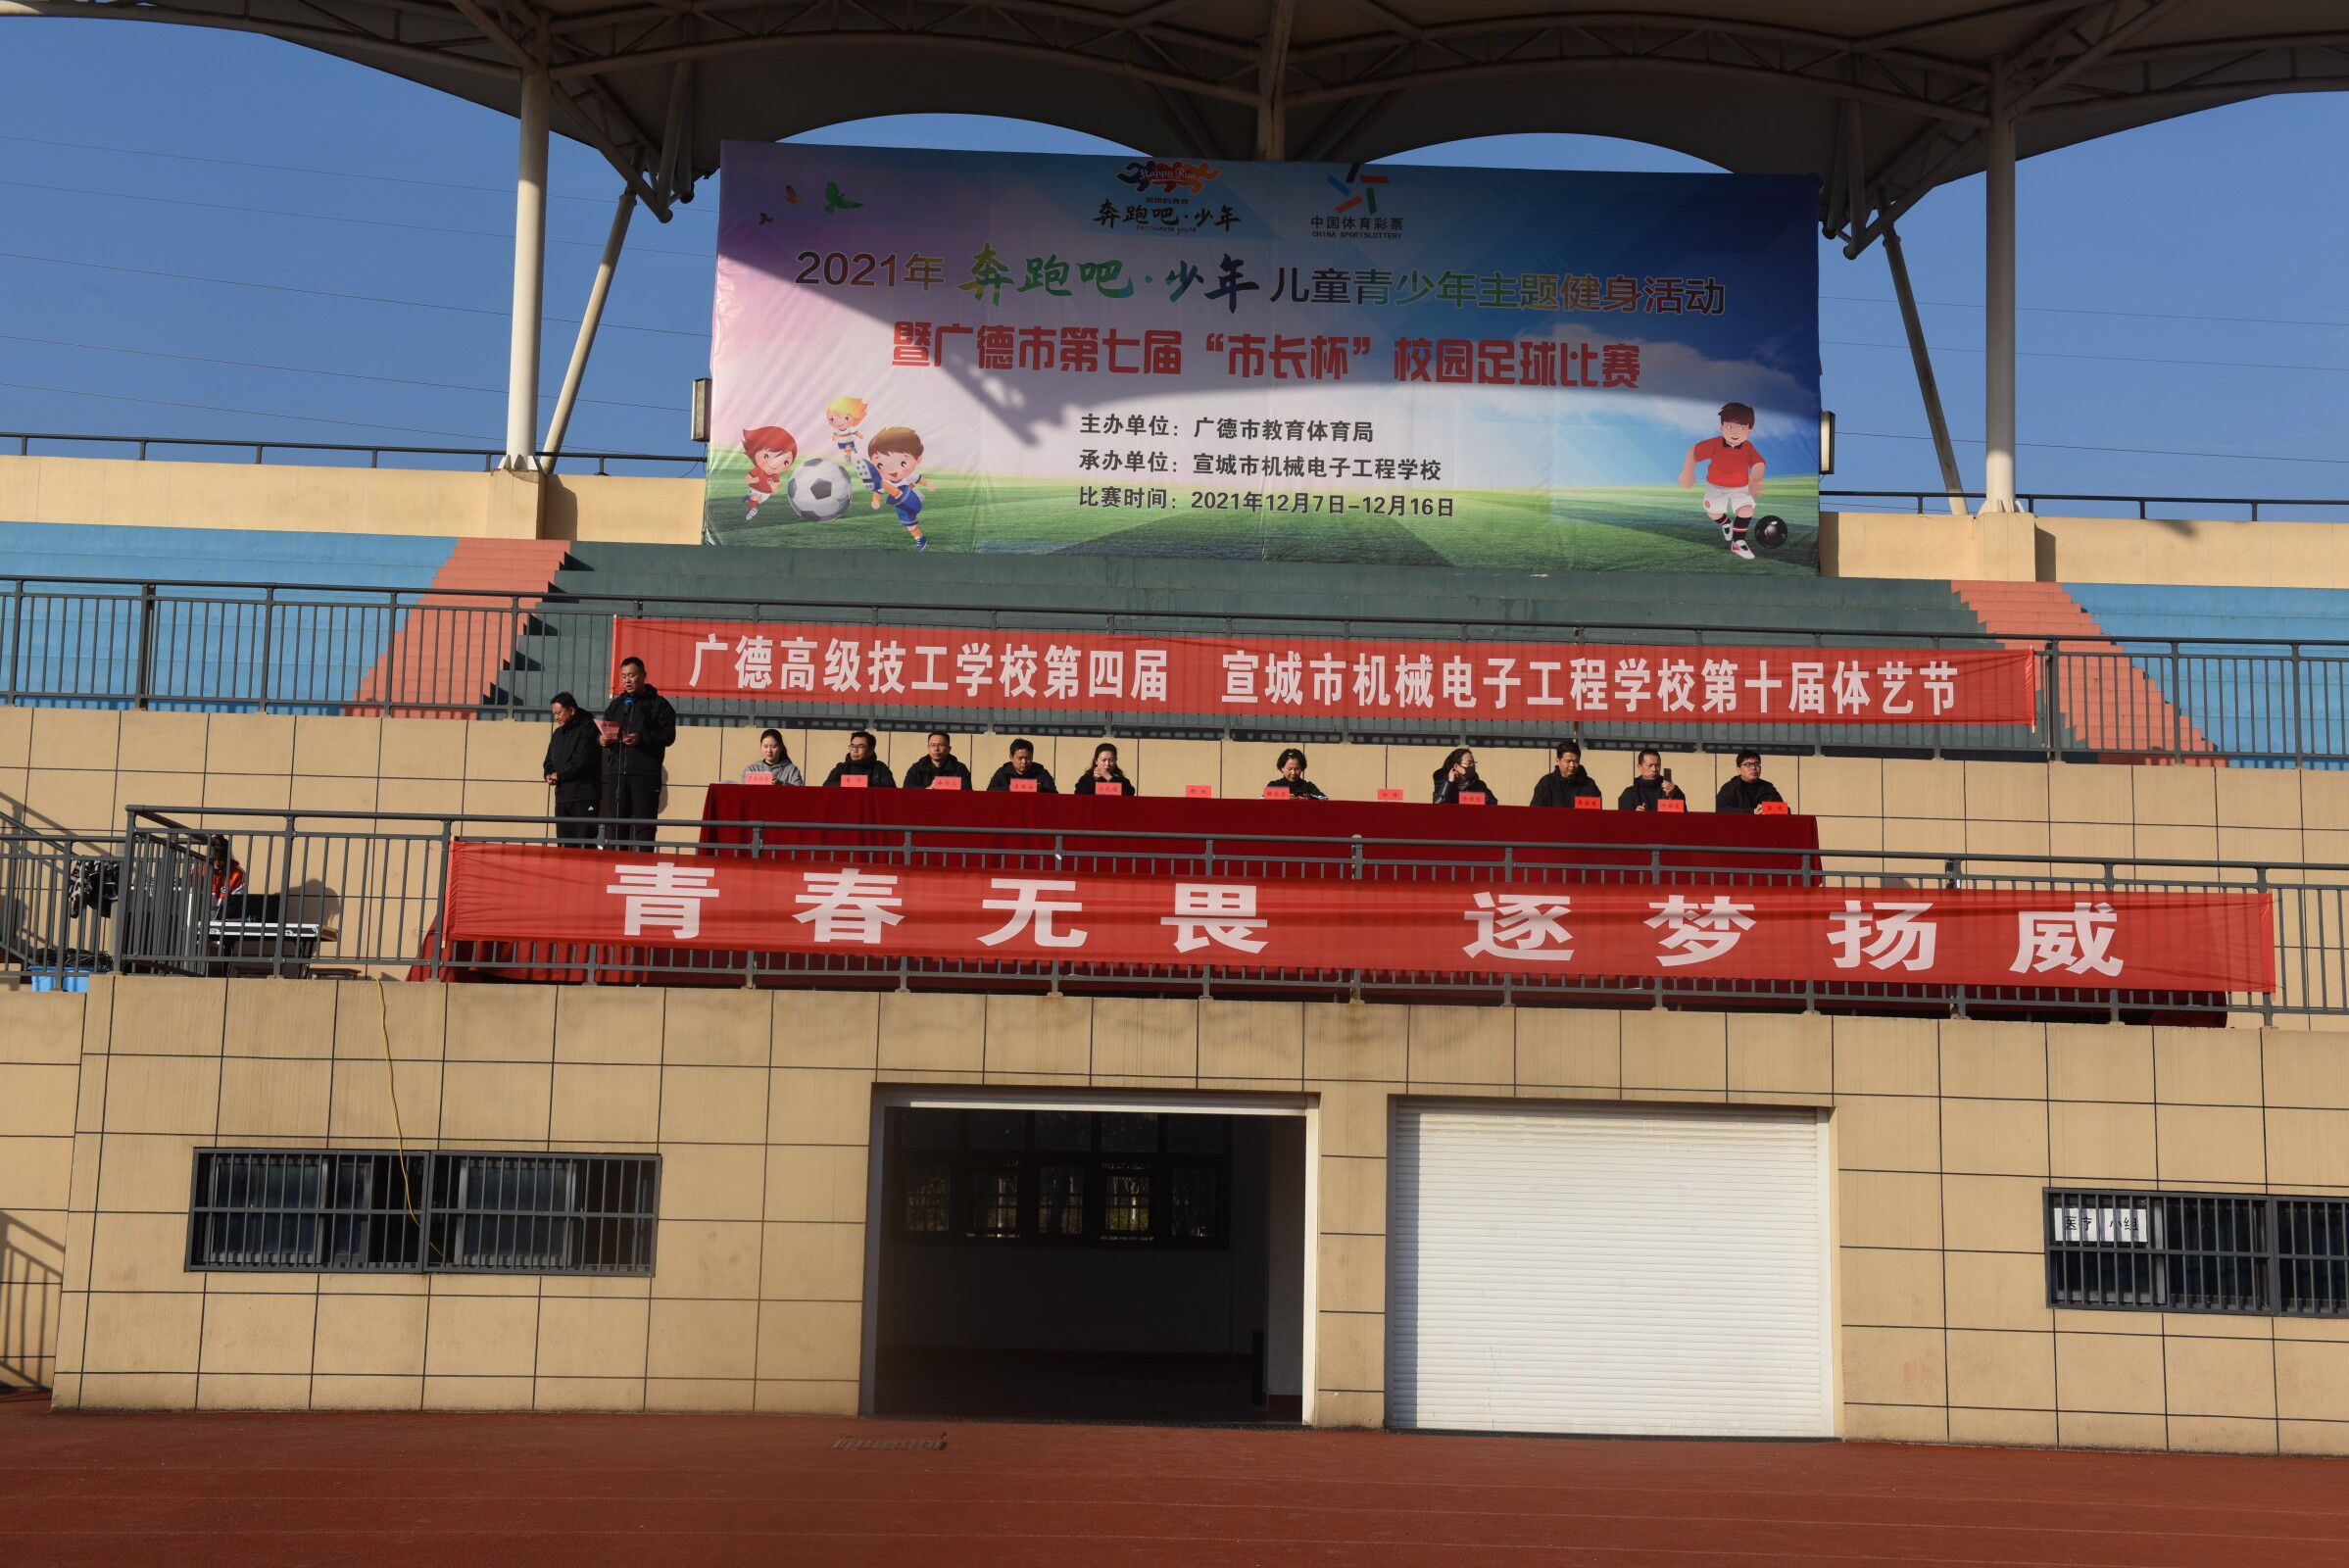 Happy Run
奔跑吧·少年
中国体育彩票
CHINA SPORTSLOTTERY
2021年 奔跑吧·少年 儿童青少年主题健身活动
暨广德市第七届“市长杯”校园足球比赛
主办单位：广德市教育体育局
承办单位：宣城市机械电子工程学校
比赛时间：2021年12月7日-12月16日
广德高级技工学校第四届 宣城市机械电子工程学校第十届体艺节
青春无畏 逐梦扬威
医疗小组